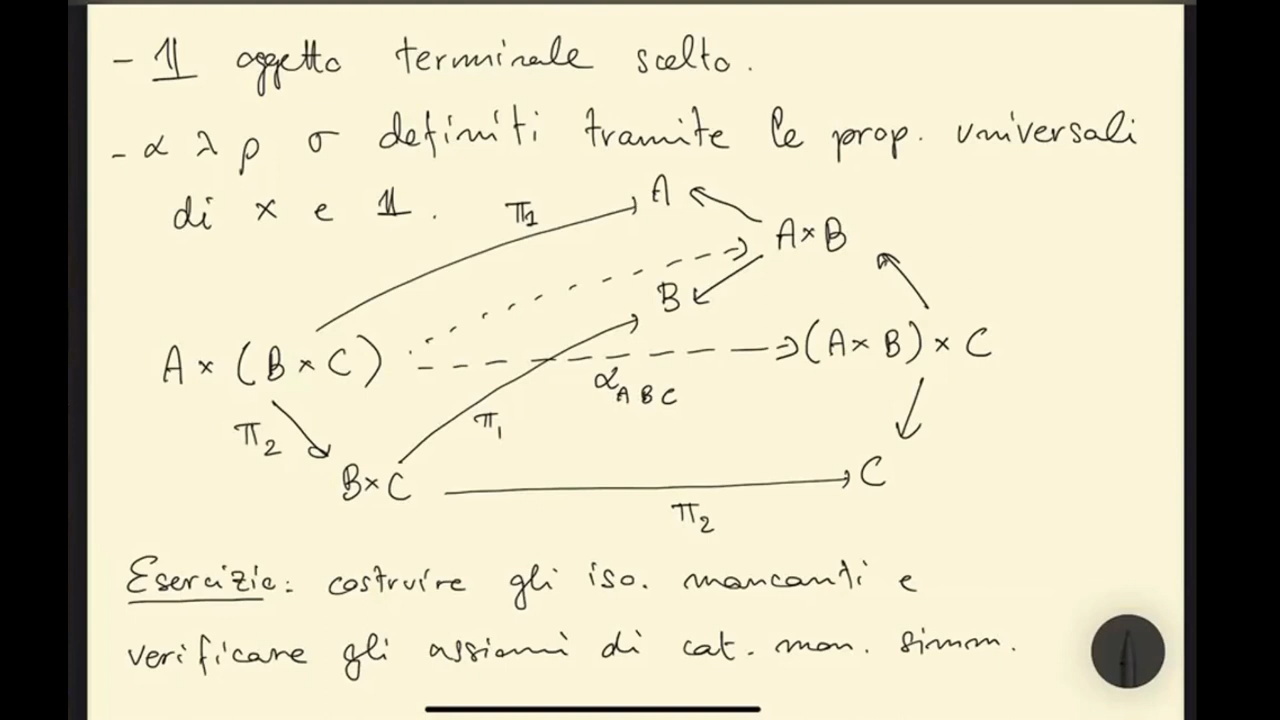 - 𝟙 oggetto terminale scelto.
- α λ ρ σ definiti tramite le prop. universali
di × e 𝟙.
π1 A
A×B
B
A × (B × C) (A × B) × C
αABC
π2 π1
B×C C
π2
Esercizio: costruire gli iso. mancanti e
verificare gli assiomi di cat. mon. simm.